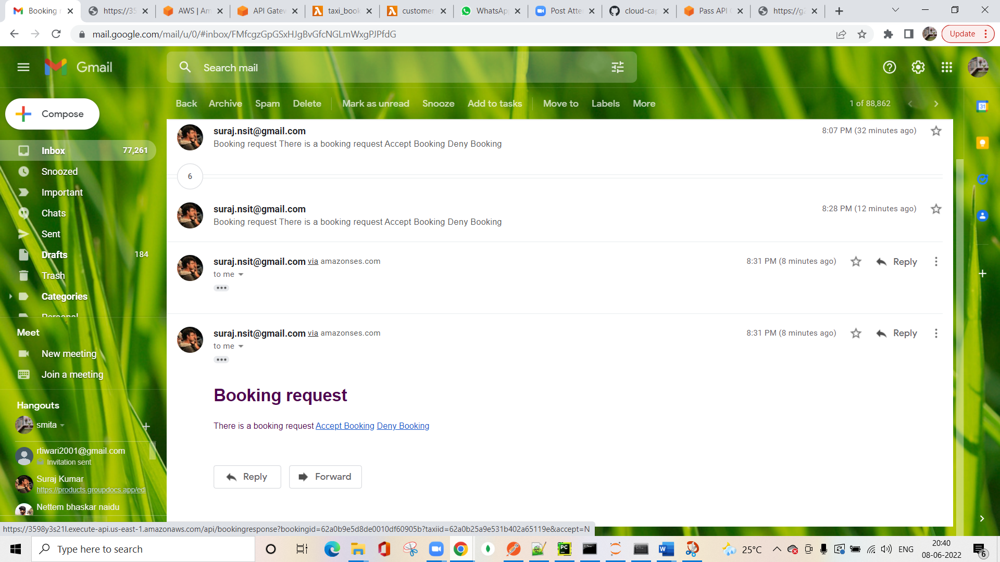 Booking r
https://35
AWS | Am
API Gatew
taxi_book
customer
WhatsApp
Post Atte
cloud-cap
Pass API G
https://g2
mail.google.com/mail/u/0/#inbox/FMfcgzGpGSxHJgBvGfcNGLmWxgPJPfdG
Update
Gmail
Search mail
Compose
Back Archive Spam Delete Mark as unread Snooze Add to tasks Move to Labels More
1 of 88,862
Inbox 77,261
Snoozed
Important
Chats
Sent
Drafts 184
Trash
Categories
Personal
Meet
New meeting
Join a meeting
Hangouts
smita
rtiwari2001@gmail.com
Invitation sent
Suraj Kumar
https://products.groupdocs.app/edi
Nettem bhaskar naidu
suraj.nsit@gmail.com 8:07 PM (32 minutes ago)
Booking request There is a booking request Accept Booking Deny Booking
6
suraj.nsit@gmail.com 8:28 PM (12 minutes ago)
Booking request There is a booking request Accept Booking Deny Booking
suraj.nsit@gmail.com via amazonses.com 8:31 PM (8 minutes ago) Reply
to me
suraj.nsit@gmail.com via amazonses.com 8:31 PM (8 minutes ago) Reply
to me
Booking request
There is a booking request Accept Booking Deny Booking
Reply
Forward
31
https://3598y3s21l.execute-api.us-east-1.amazonaws.com/api/bookingresponse?bookingid=62a0b9e5d8de0010df60905b?taxiid=62a0b25a9e531b402a65119e&accept=N
Type here to search
PC
25°C
ENG
20:40
08-06-2022
6